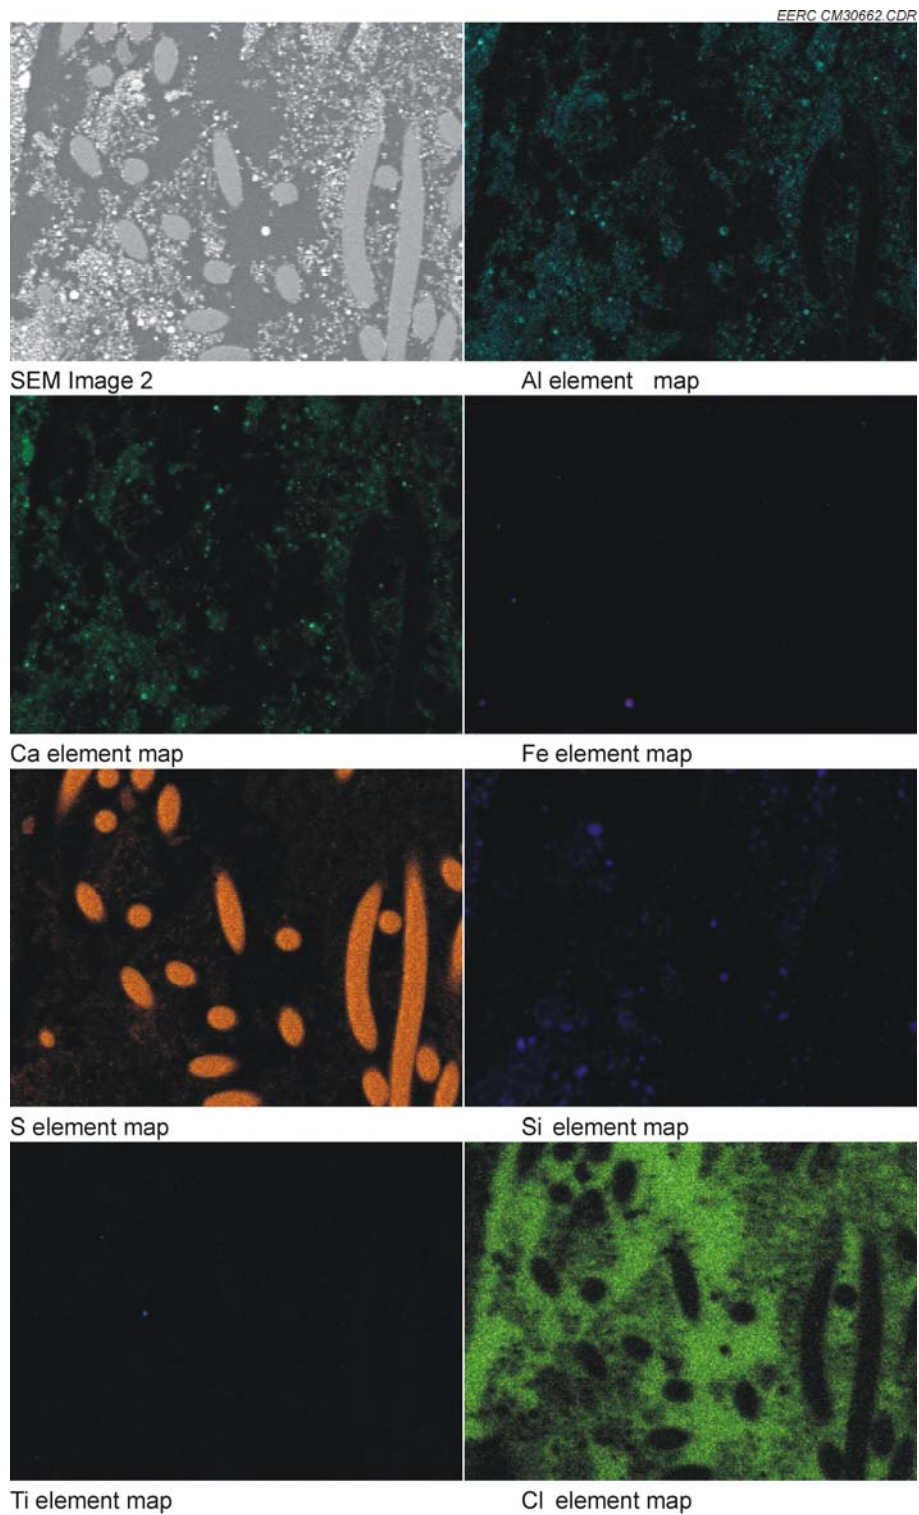 EERC CM30662.CDR
SEM Image 2
Al element map
Ca element map
Fe element map
S element map
Si element map
Ti element map
Cl element map